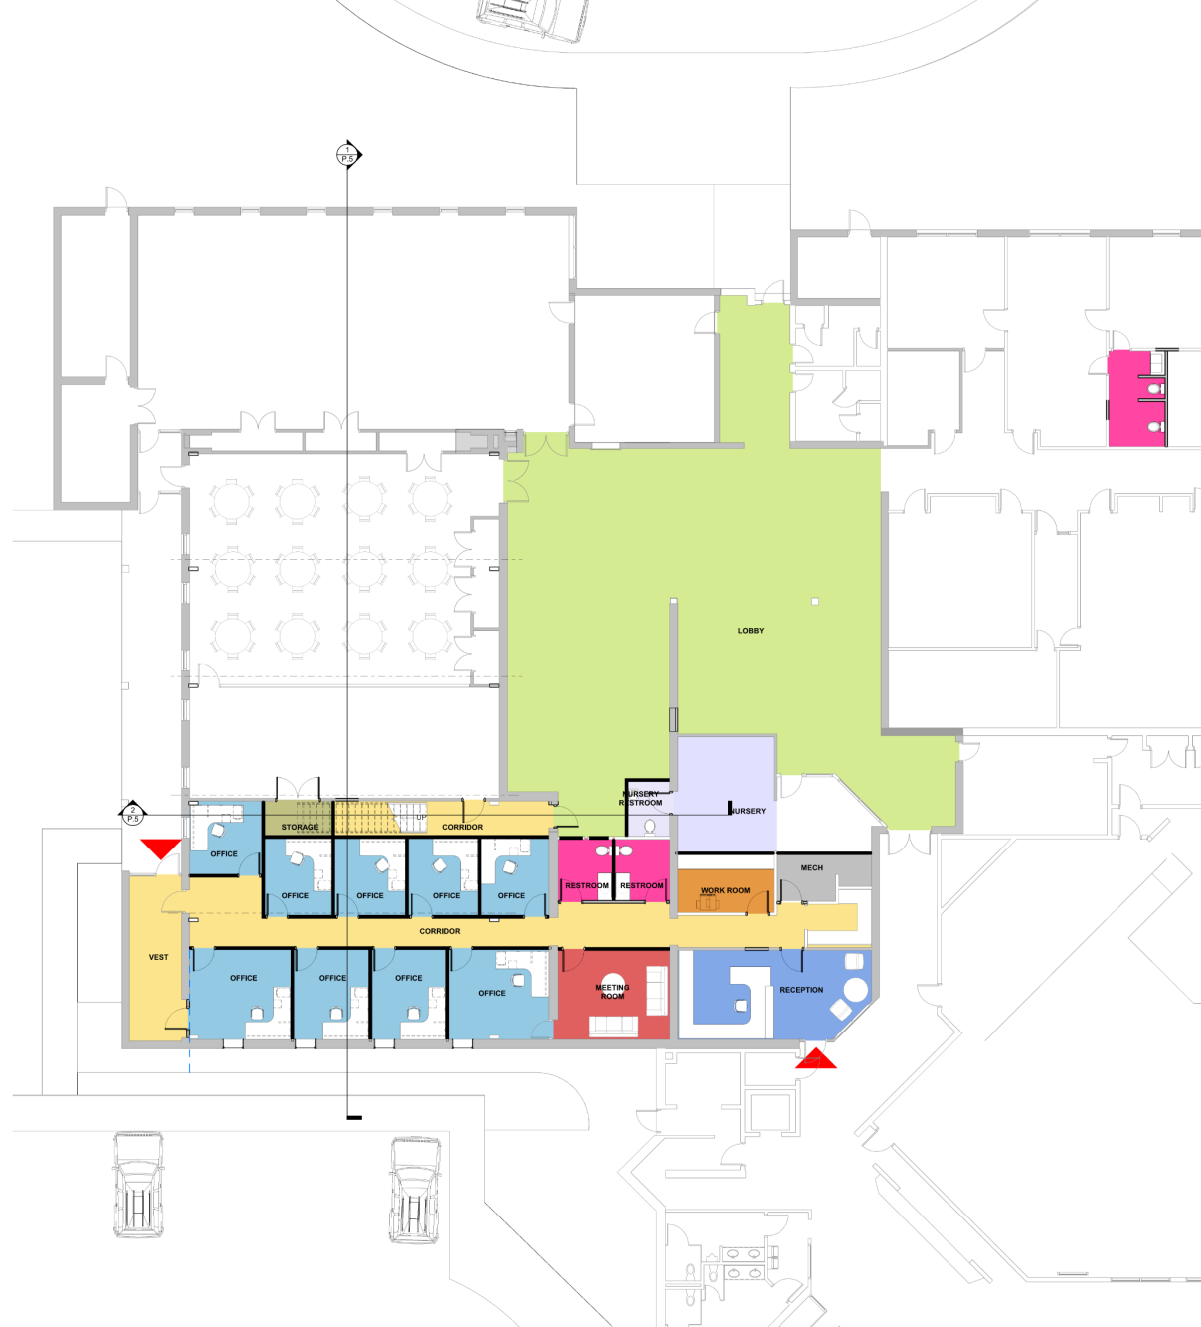 1
P.5
LOBBY
2
P.5
NURSERY
RESTROOM
NURSERY
UP
STORAGE
CORRIDOR
OFFICE
MECH
RESTROOM
RESTROOM
WORK ROOM
OFFICE
OFFICE
OFFICE
OFFICE
CORRIDOR
VEST
OFFICE
OFFICE
OFFICE
OFFICE
MEETING
ROOM
RECEPTION